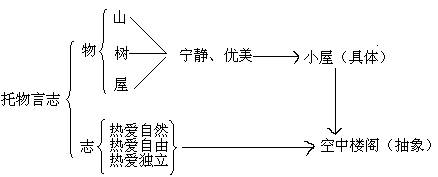 山
物 树 宁静、优美 小屋（具体）
屋
托物言志
热爱自然
志 热爱自由 空中楼阁（抽象）
热爱独立